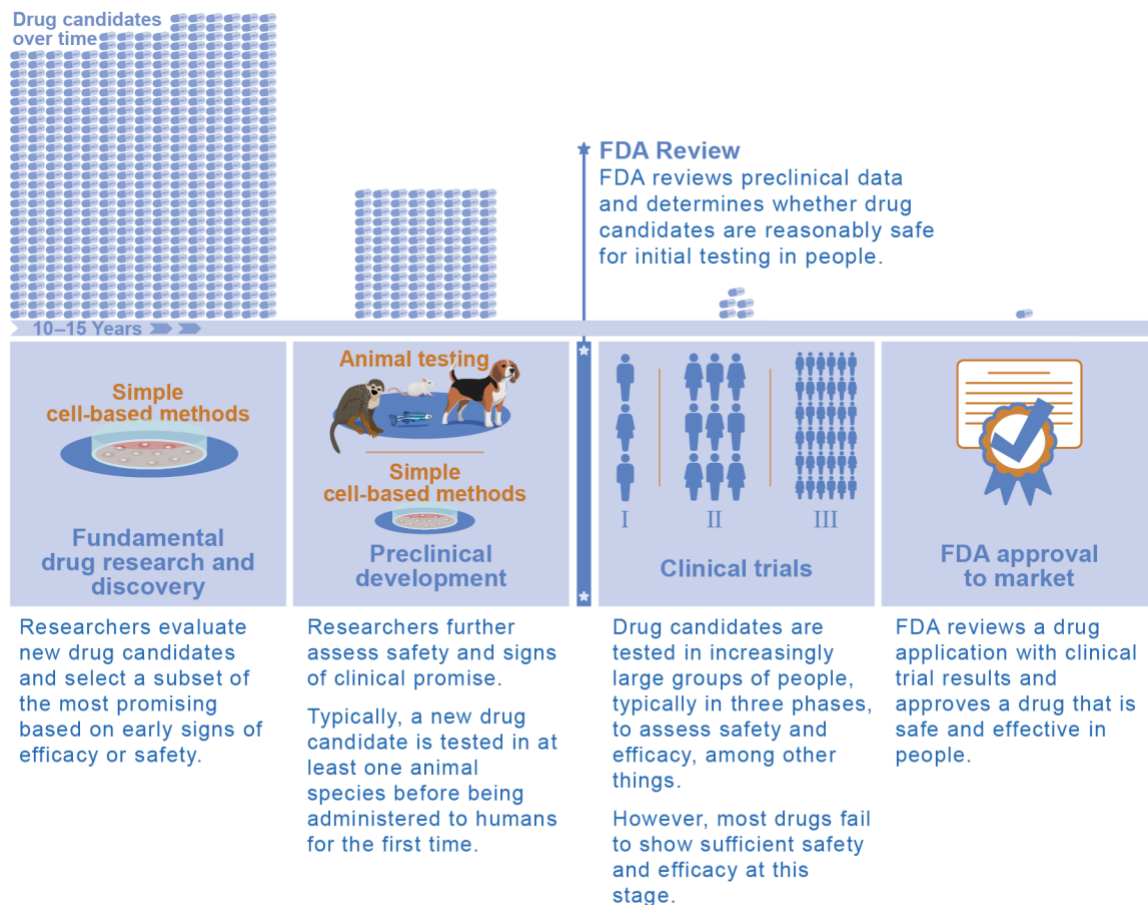 Drug candidates
over time
FDA Review
FDA reviews preclinical data
and determines whether drug
candidates are reasonably safe
for initial testing in people.
10–15 Years
Simple
cell-based methods
Fundamental
drug research and
discovery
Researchers evaluate
new drug candidates
and select a subset of
the most promising
based on early signs of
efficacy or safety.
Animal testing
Simple
cell-based methods
Preclinical
development
Researchers further
assess safety and signs
of clinical promise.
Typically, a new drug
candidate is tested in at
least one animal
species before being
administered to humans
for the first time.
I II III
Clinical trials
Drug candidates are
tested in increasingly
large groups of people,
typically in three phases,
to assess safety and
efficacy, among other
things.
However, most drugs fail
to show sufficient safety
and efficacy at this
stage.
FDA approval
to market
FDA reviews a drug
application with clinical
trial results and
approves a drug that is
safe and effective in
people.